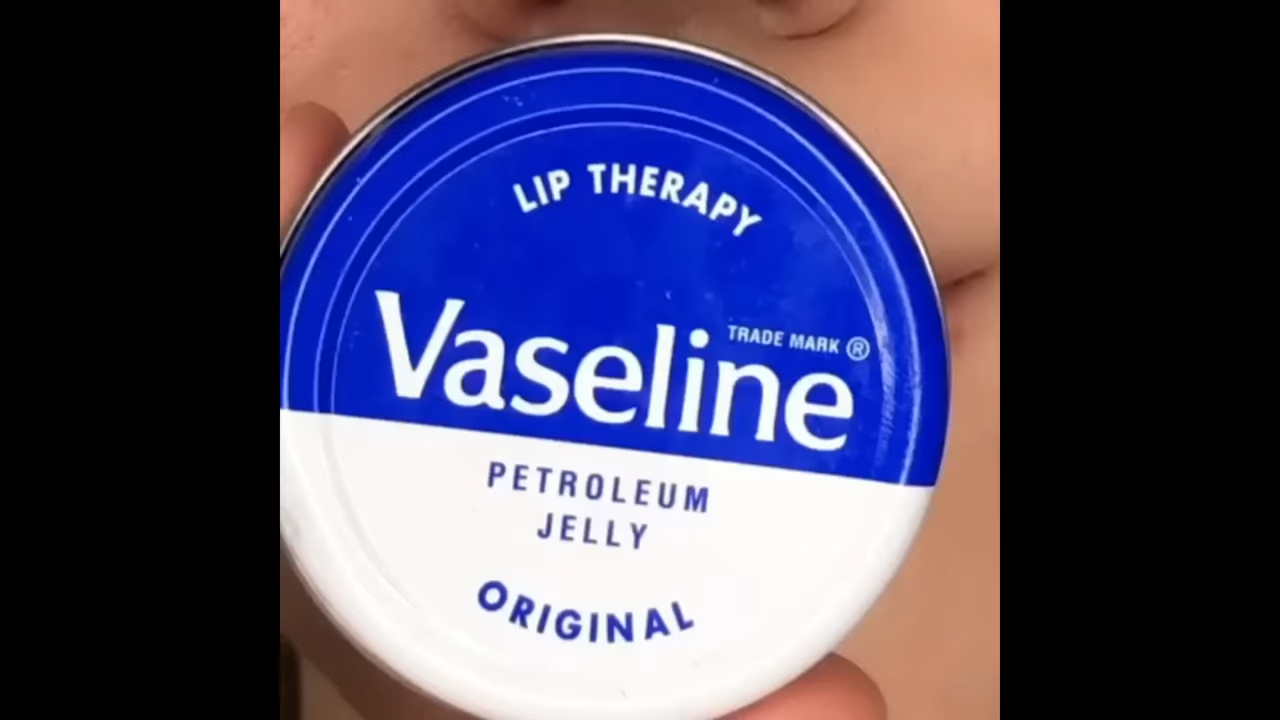 LIP THERAPY
Vaseline
TRADE MARK ®
PETROLEUM
JELLY
ORIGINAL